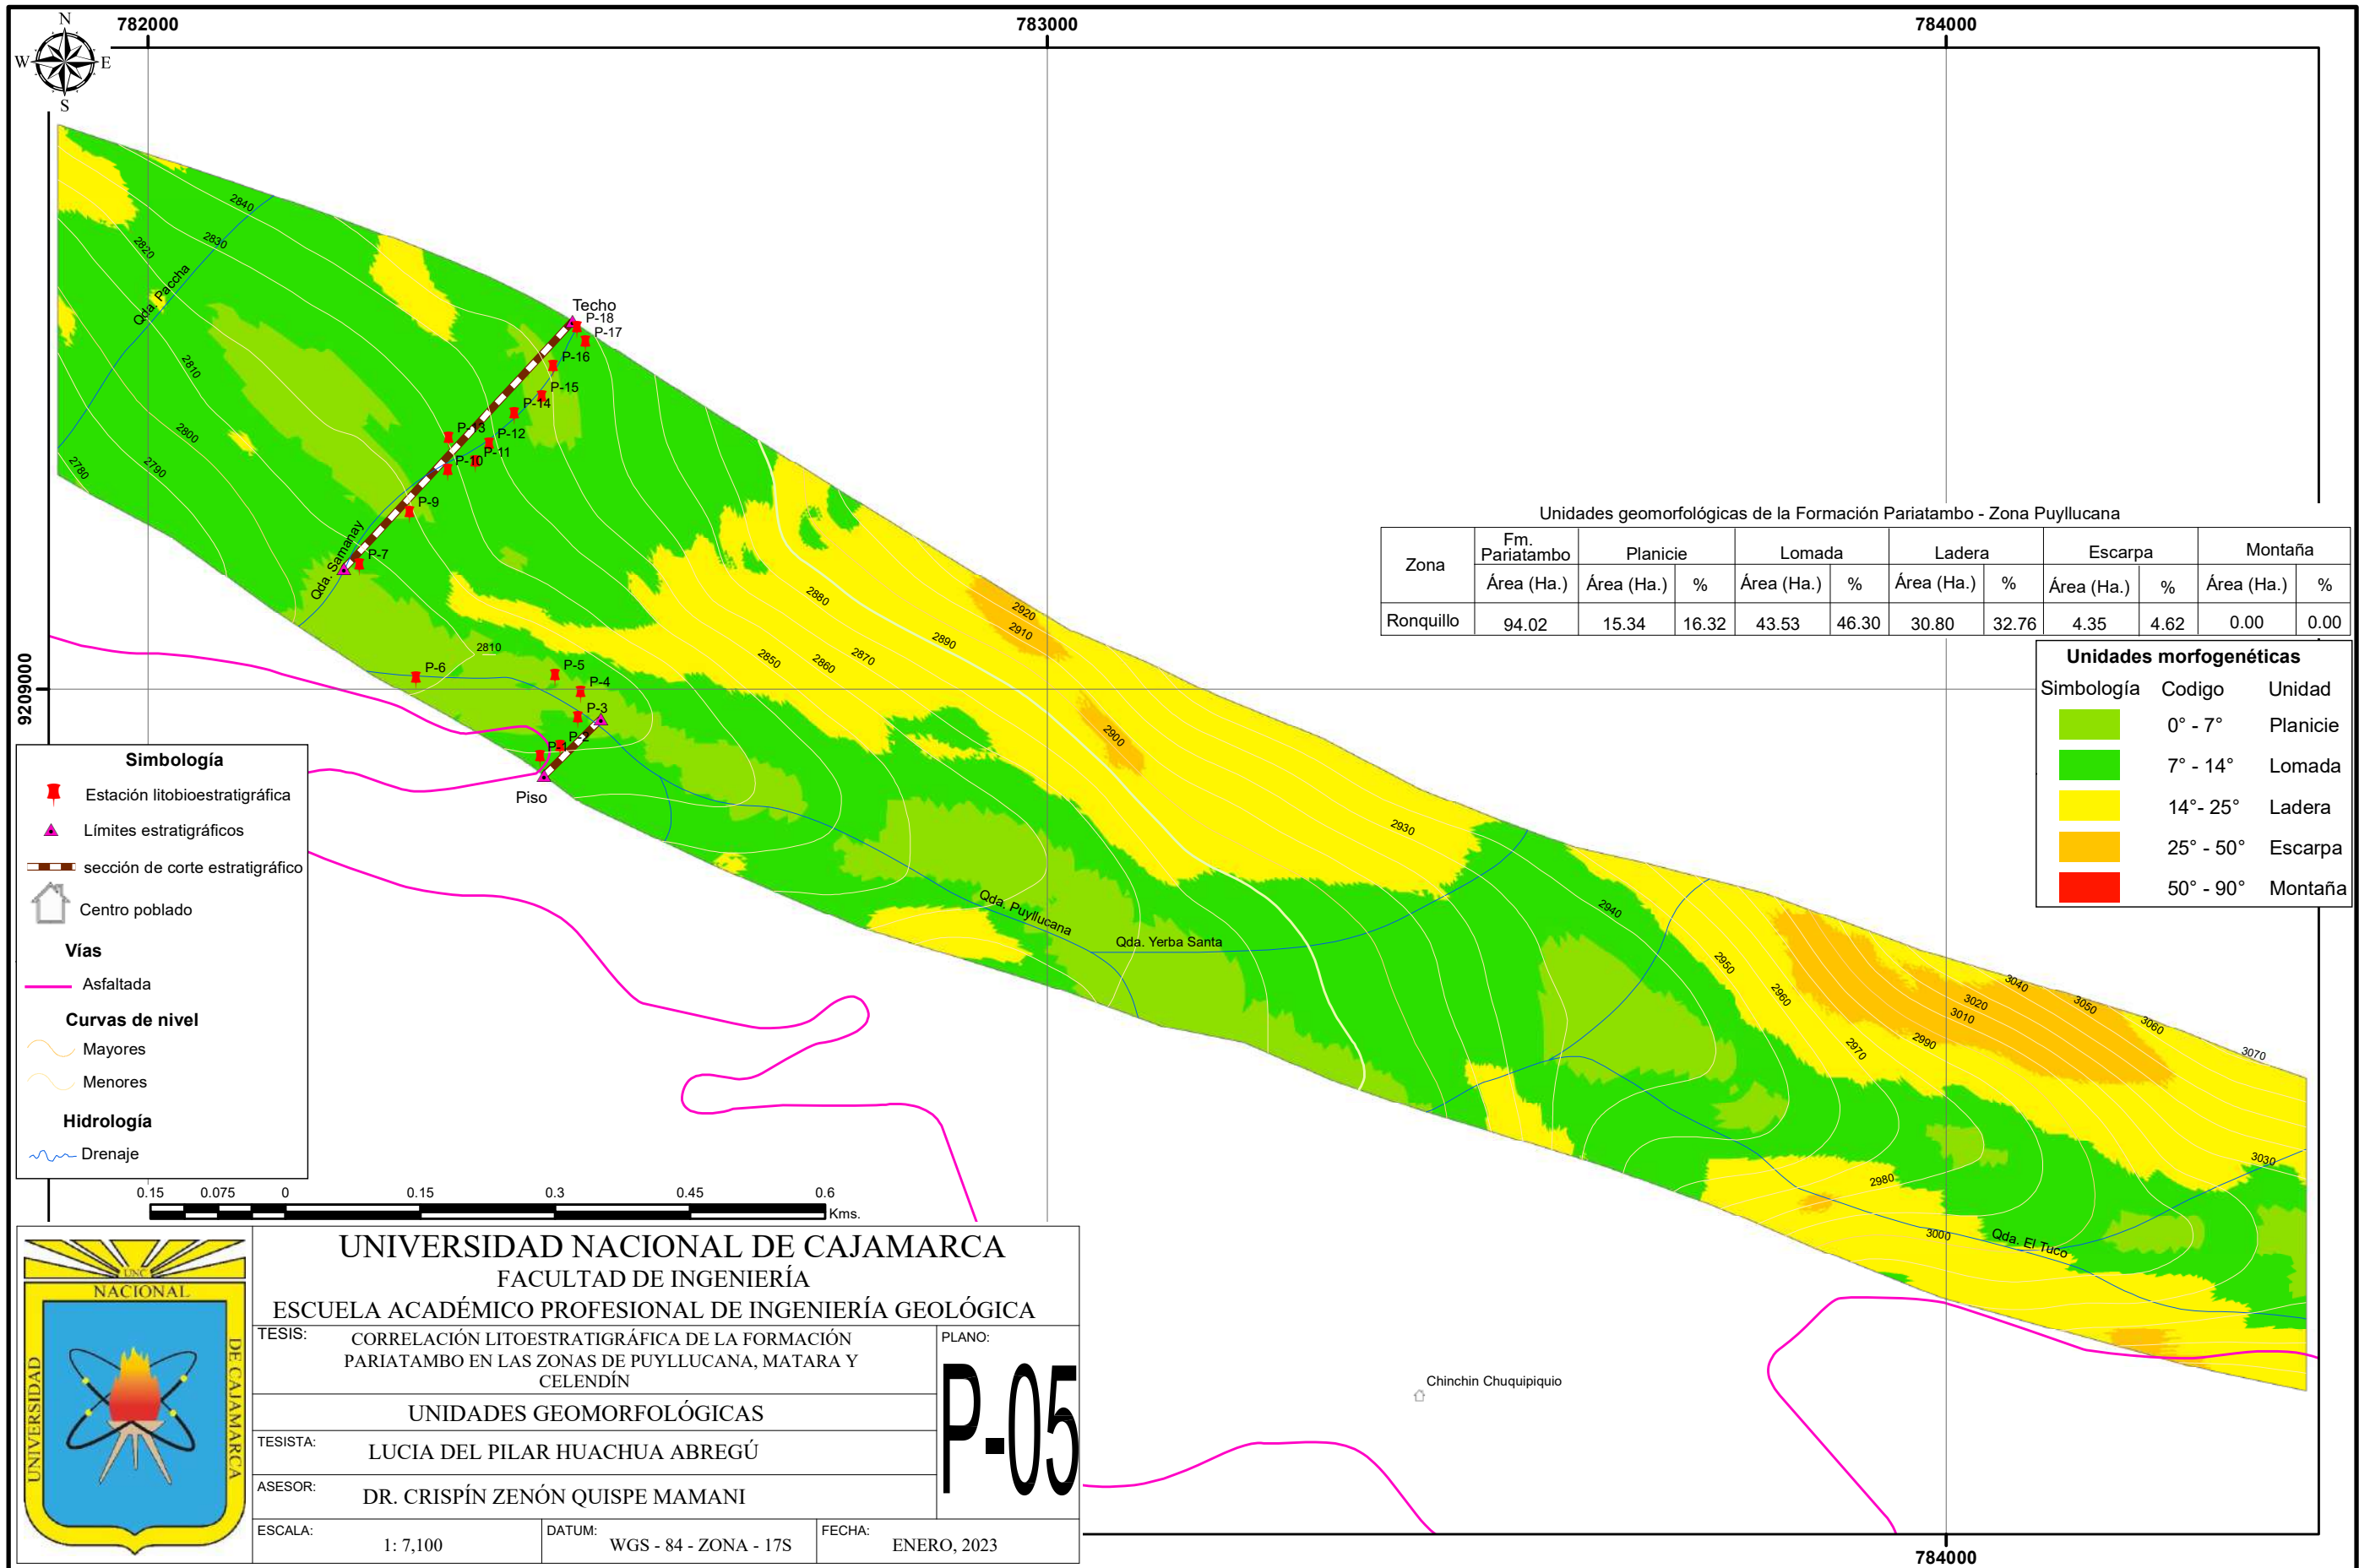 782000
783000
784000
N
W
E
S
9209000
2840
2830
2820
Qda. Paccha
2810
2800
2790
2780
Techo
P-18
P-17
P-16
P-15
P-14
P-13
P-12
P-11
P-10
P-9
P-7
Qda. Samanay
P-6
2810
P-5
P-4
P-3
P-2
P-1
Piso
2880
2890
2870
2860
2850
2920
2910
2900
2930
2940
2950
2960
2970
2990
3010
3020
3040
3050
3060
3070
3030
2980
3000
Qda. Puyllucana
Qda. Yerba Santa
Qda. El Tuco
Chinchin Chuquipiquio
Unidades geomorfológicas de la Formación Pariatambo - Zona Puyllucana
Zona Fm. Pariatambo Planicie Lomada Ladera Escarpa Montaña
Área (Ha.) Área (Ha.) % Área (Ha.) % Área (Ha.) % Área (Ha.) % Área (Ha.) %
Ronquillo 94.02 15.34 16.32 43.53 46.30 30.80 32.76 4.35 4.62 0.00 0.00
Unidades morfogenéticas
Simbología Codigo Unidad
0° - 7° Planicie
7° - 14° Lomada
14°- 25° Ladera
25° - 50° Escarpa
50° - 90° Montaña
Simbología
Estación litobioestratigráfica
Límites estratigráficos
sección de corte estratigráfico
Centro poblado
Vías
Asfaltada
Curvas de nivel
Mayores
Menores
Hidrología
Drenaje
0.15 0.075 0 0.15 0.3 0.45 0.6
Kms.
UNC
NACIONAL
UNIVERSIDAD
DE CAJAMARCA
UNIVERSIDAD NACIONAL DE CAJAMARCA
FACULTAD DE INGENIERÍA
ESCUELA ACADÉMICO PROFESIONAL DE INGENIERÍA GEOLÓGICA
TESIS: CORRELACIÓN LITOESTRATIGRÁFICA DE LA FORMACIÓN
PARIATAMBO EN LAS ZONAS DE PUYLLUCANA, MATARA Y
CELENDÍN
PLANO:
P-05
UNIDADES GEOMORFOLÓGICAS
TESISTA: LUCIA DEL PILAR HUACHUA ABREGÚ
ASESOR: DR. CRISPÍN ZENÓN QUISPE MAMANI
ESCALA: 1: 7,100
DATUM: WGS - 84 - ZONA - 17S
FECHA: ENERO, 2023
784000